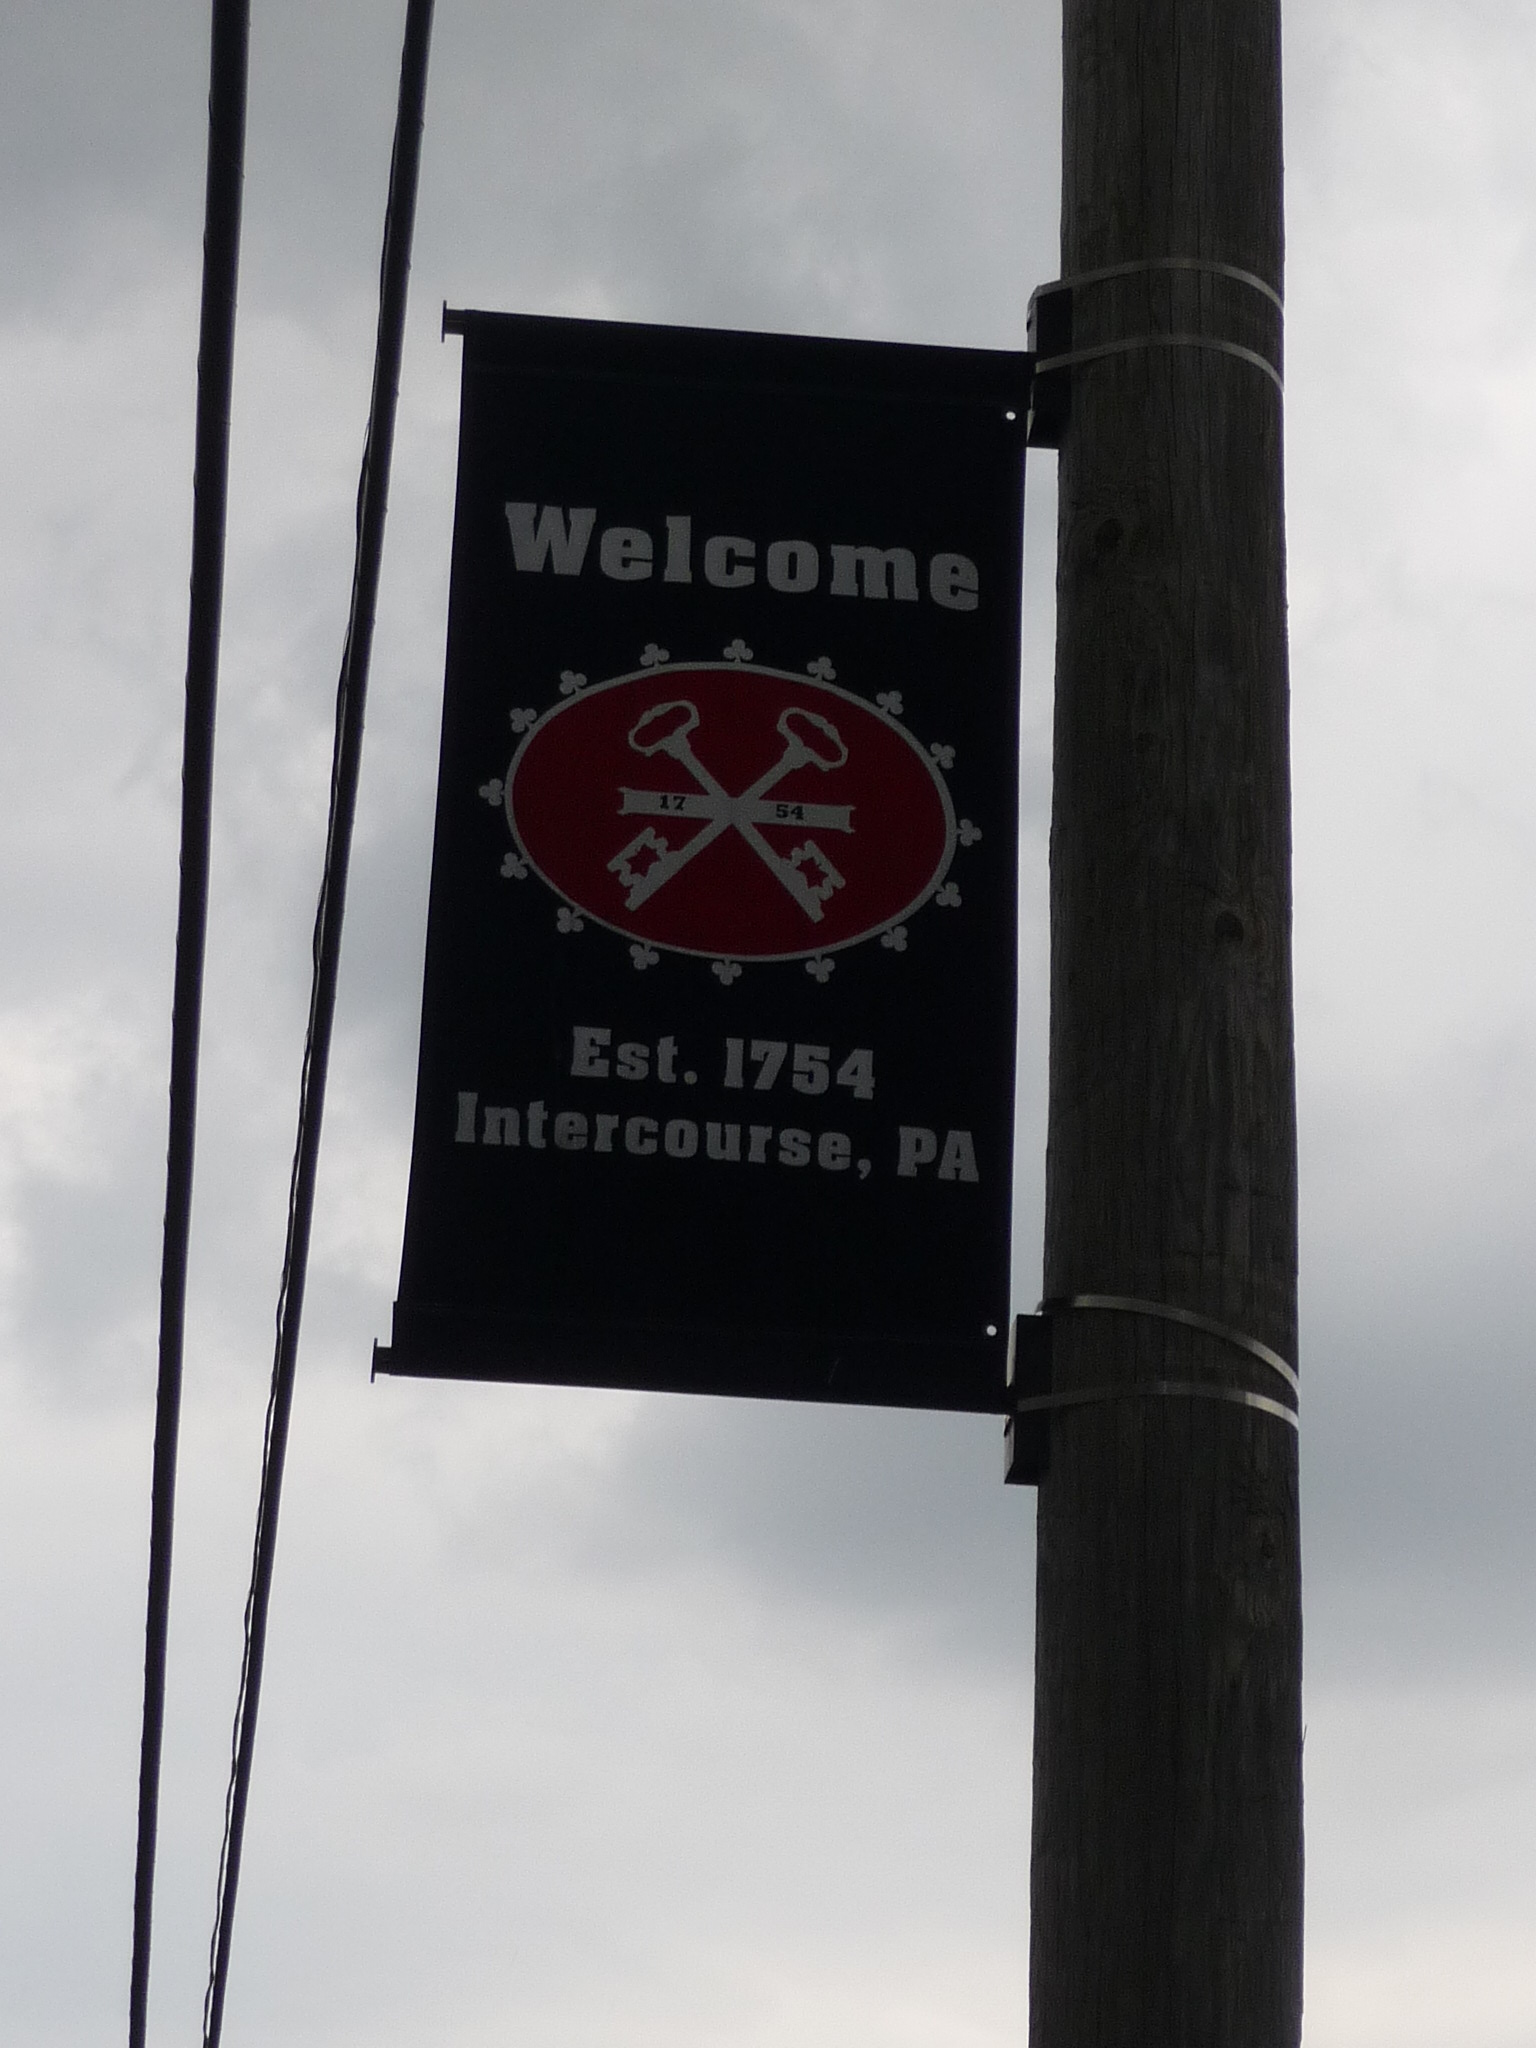 Welcome
17 54
Est. 1754
Intercourse, PA